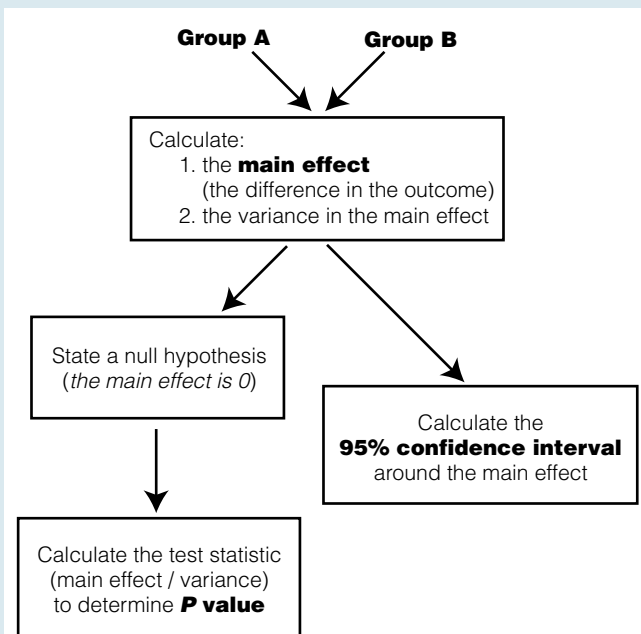 Group A
Group B
Calculate:
1. the main effect
(the difference in the outcome)
2. the variance in the main effect
State a null hypothesis
(the main effect is 0)
Calculate the
95% confidence interval
around the main effect
Calculate the test statistic
(main effect / variance)
to determine P value